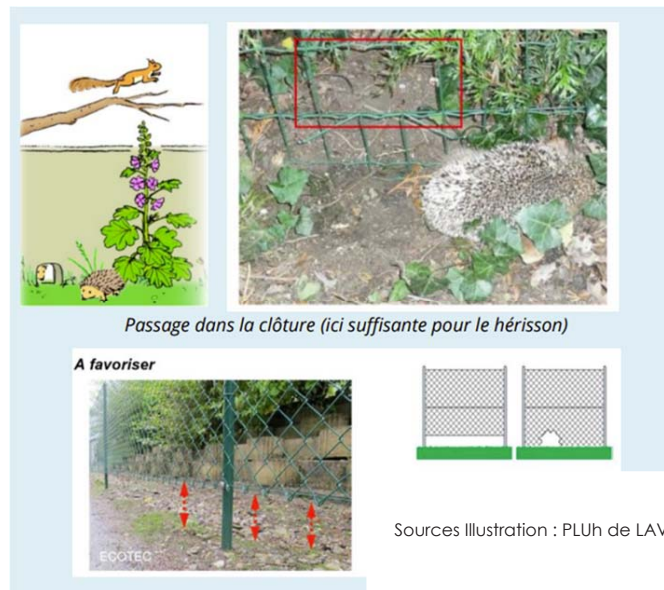 Passage dans la clôture (ici suffisante pour le hérisson)
A favoriser
ECOTEC
Sources Illustration : PLUh de LAV